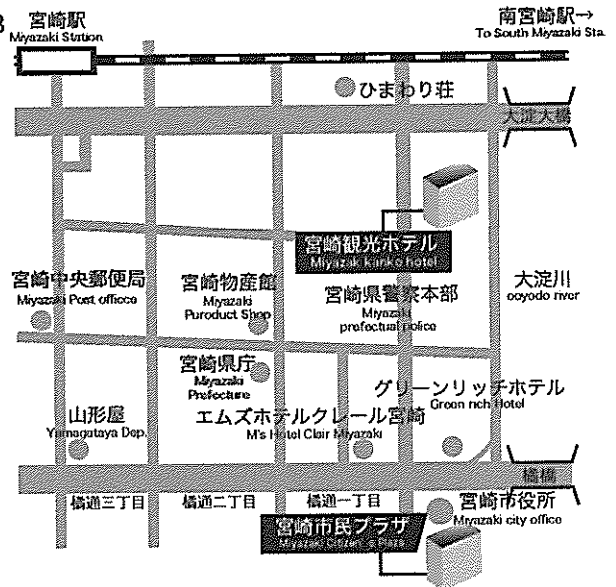 3
宮崎駅
Miyazaki Station
南宮崎駅→
To South Miyazaki Sta.
ひまわり荘
大淀大橋
宮崎観光ホテル
Miyazaki kanko hotel
宮崎中央郵便局
Miyazaki Post offices
宮崎物産館
Miyazaki
Puroduct Shop
宮崎県警察本部
Miyazaki
prefectual police
大淀川
ooyodo river
宮崎県庁
Miyazaki
Prefecture
グリーンリッチホテル
Green rich Hotel
山形屋
Yamagataya Dep.
エムズホテルクレール宮崎
M's Hotel Clair Miyazaki
橘橋
橘通三丁目
橘通二丁目
橘通一丁目
宮崎市役所
Miyazaki city office
宮崎市民プラザ
Miyazaki Citizen's Plaza